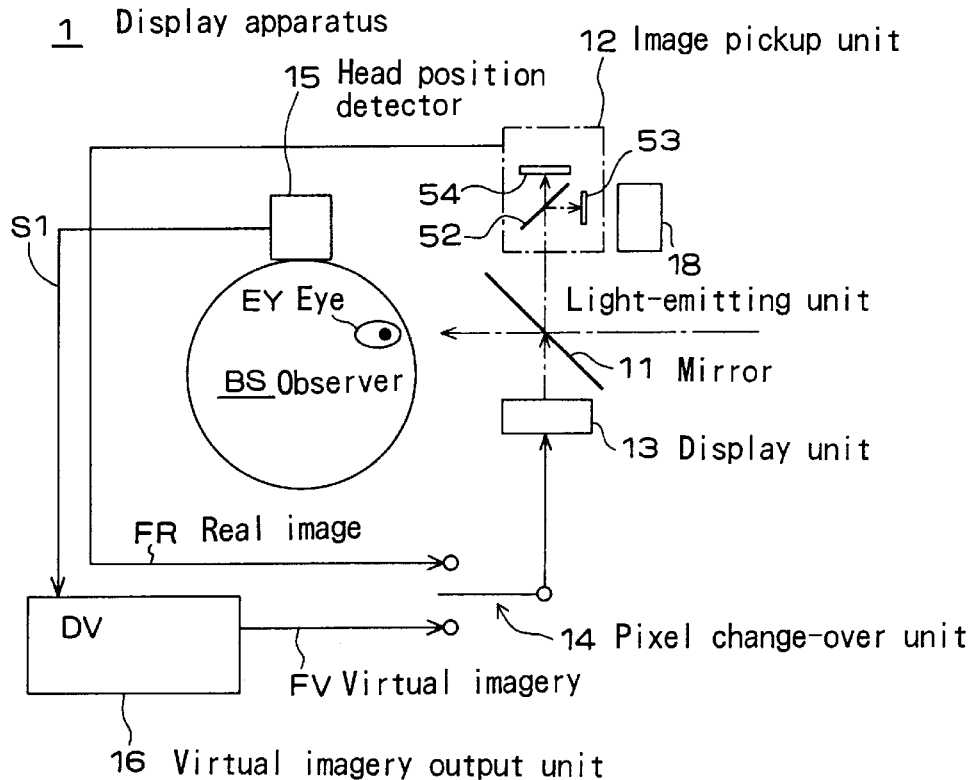 1 Display apparatus
12 Image pickup unit
15 Head position
detector
53
54
52
18
S1
EY Eye
Light-emitting unit
11 Mirror
BS Observer
13 Display unit
FR Real image
DV
14 Pixel change-over unit
FV Virtual imagery
16 Virtual imagery output unit